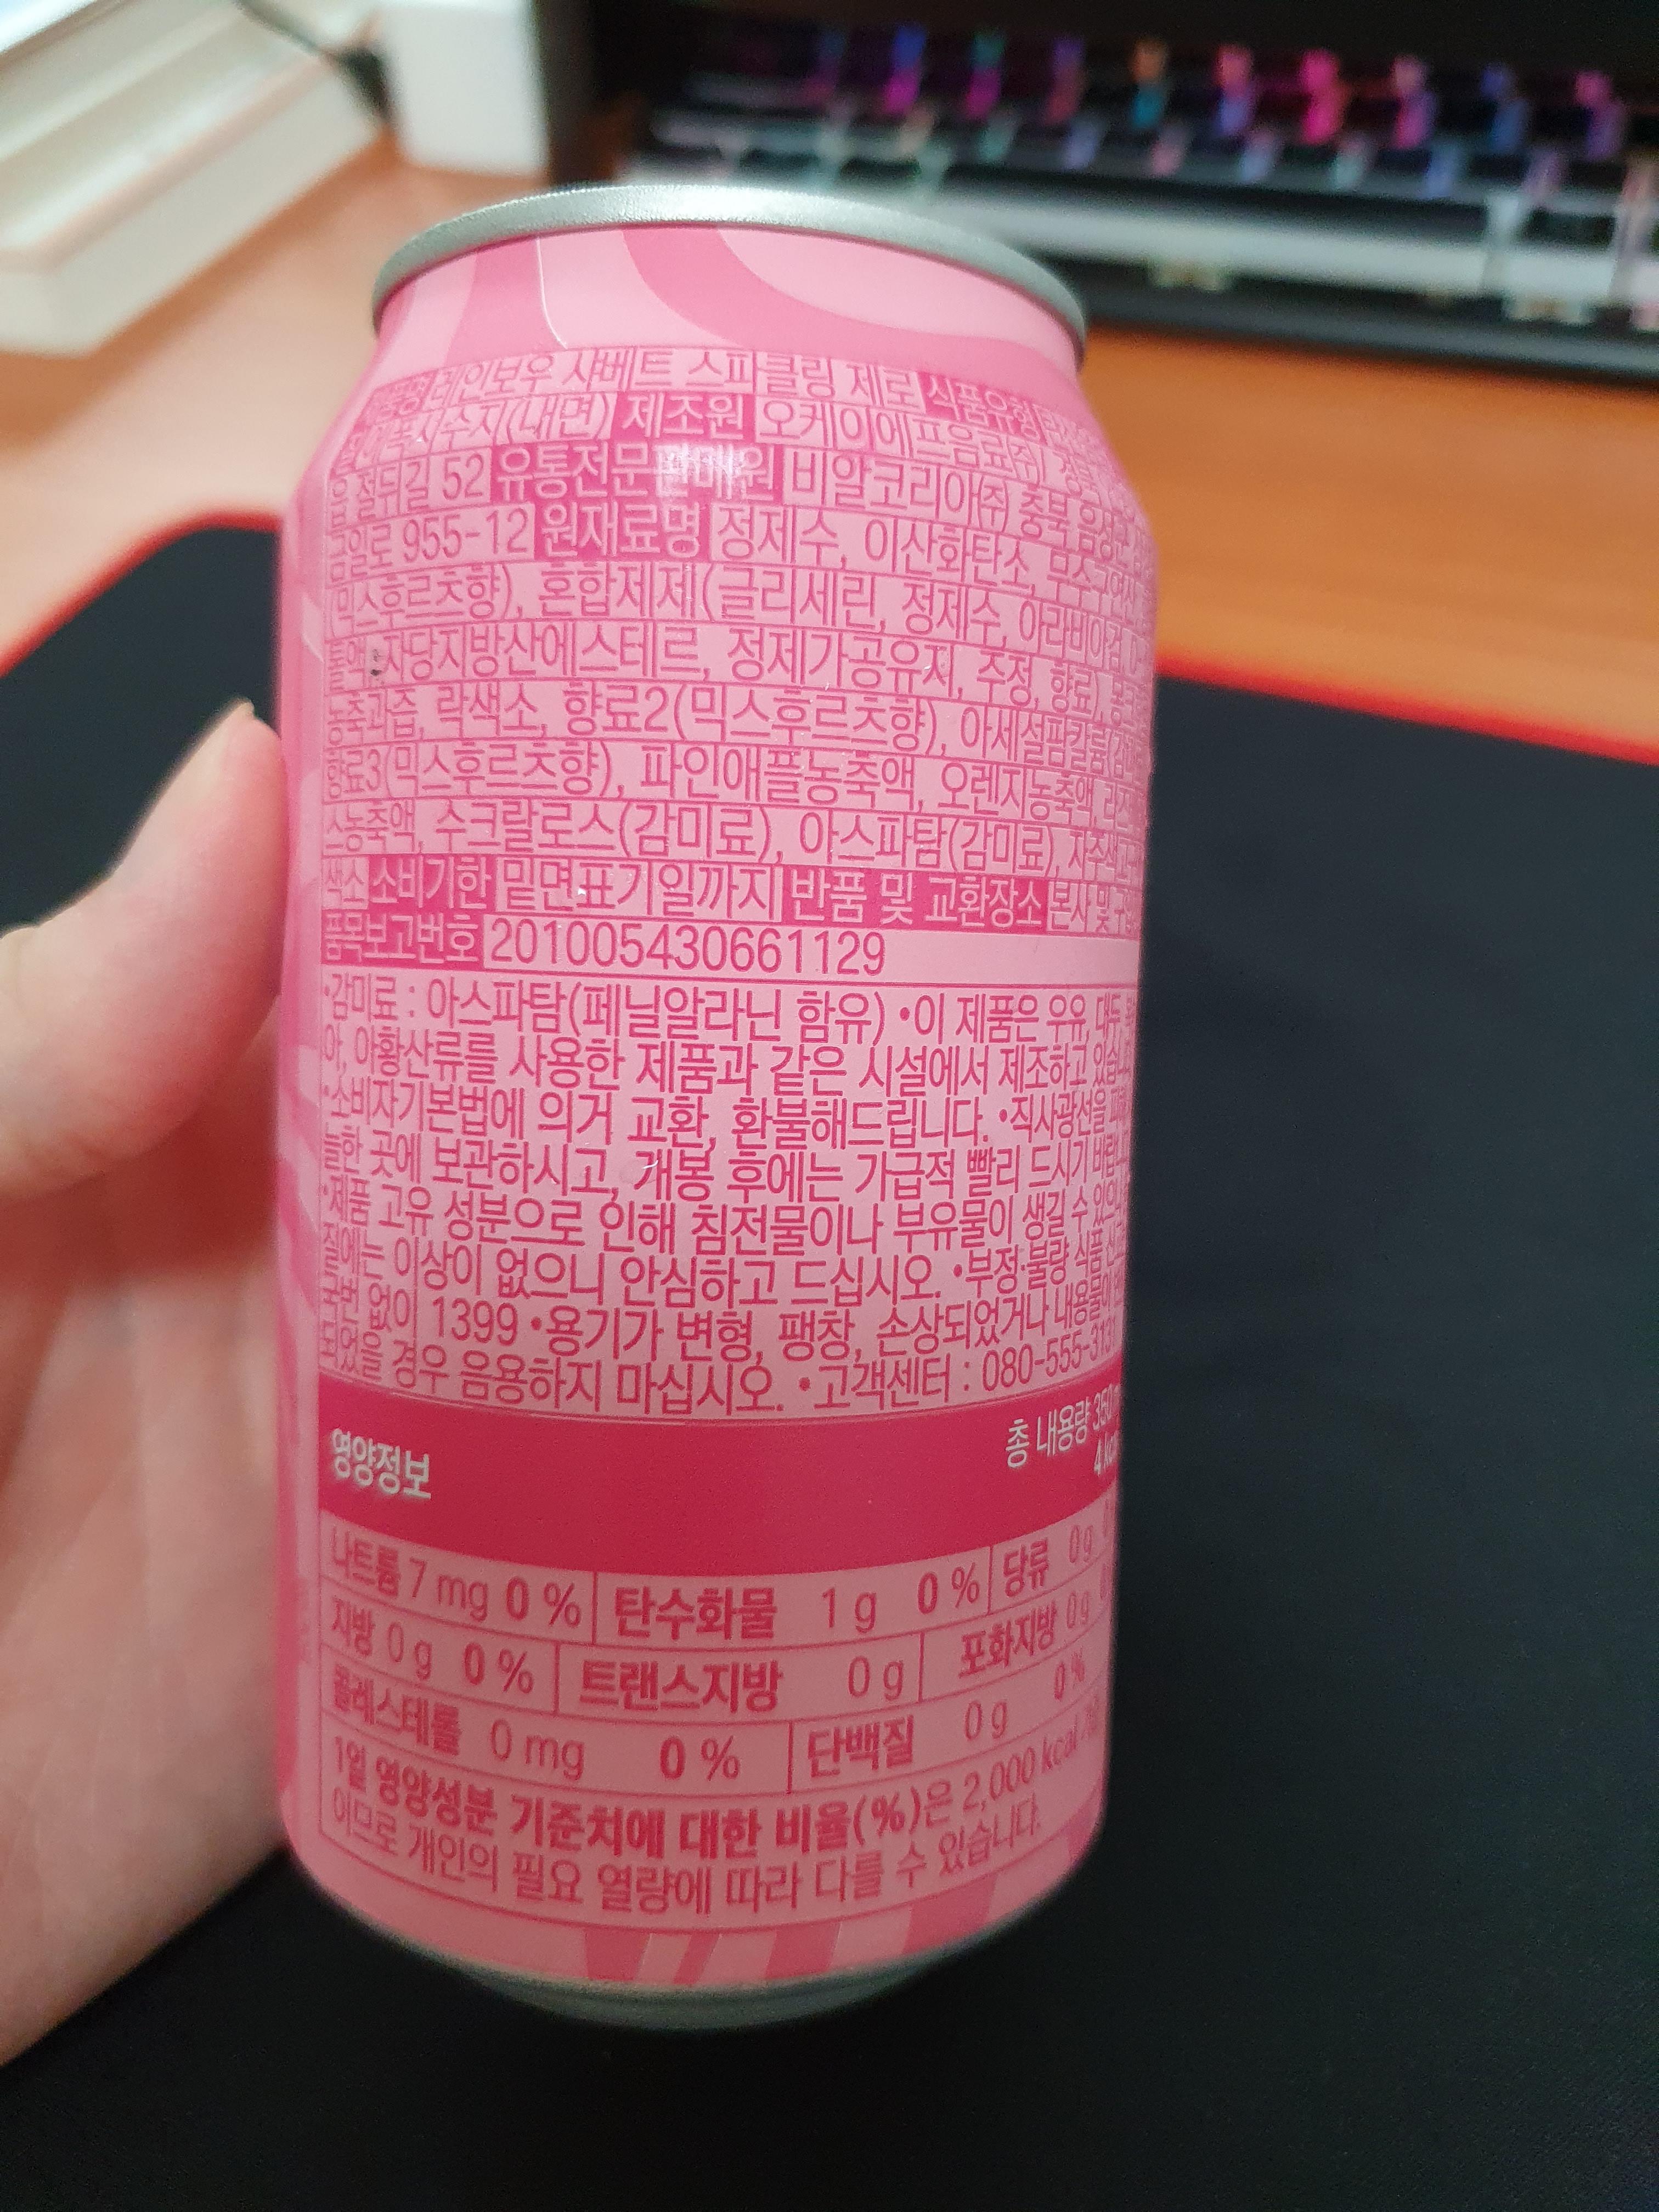 레인보우 샤베트 스파클링 제로 식품유형
수지(내면) 제조원 오케이에프음료㈜ 경북
읍 절뒤길 52 유통전문판매원 비알코리아㈜ 충북 음성군
금일로 955-12 원재료명 정제수, 이산화탄소,
(믹스후르츠향), 혼합제제(글리세린, 정제수, 아라비아검,
자당지방산에스테르, 정제가공유지, 주정, 향료),
농축과즙, 락색소, 향료2(믹스후르츠향), 아세설팜칼륨
향료3(믹스후르츠향), 파인애플농축액, 오렌지농축액,
스농축액, 수크랄로스(감미료), 아스파탐(감미료),
색소 소비기한 밑면표기일까지 반품 및 교환장소 본사 및
품목보고번호 201005430661129
•감미료 : 아스파탐(페닐알라닌 함유) •이 제품은 우유, 대두,
아황산류를 사용한 제품과 같은 시설에서 제조하고
•소비자기본법에 의거 교환, 환불해드립니다. •직사광선을
늘한 곳에 보관하시고, 개봉 후에는 가급적 빨리 드시기
•제품 고유 성분으로 인해 침전물이나 부유물이 생길 수
질에는 이상이 없으니 안심하고 드십시오. •부정·불량 식품
국번 없이 1399 •용기가 변형, 팽창, 손상되었거나 내용물이
되었을 경우 음용하지 마십시오. •고객센터 : 080-555-3131
영양정보 총 내용량 350
4 kcal
나트륨 7 mg 0 % 탄수화물 1 g 0 % 당류 0 g
지방 0 g 0 % 트랜스지방 0 g 포화지방 0 g
콜레스테롤 0 mg 0 % 단백질 0 g 0 %
1일 영양성분 기준치에 대한 비율(%)은 2,000 kcal
이므로 개인의 필요 열량에 따라 다를 수 있습니다.